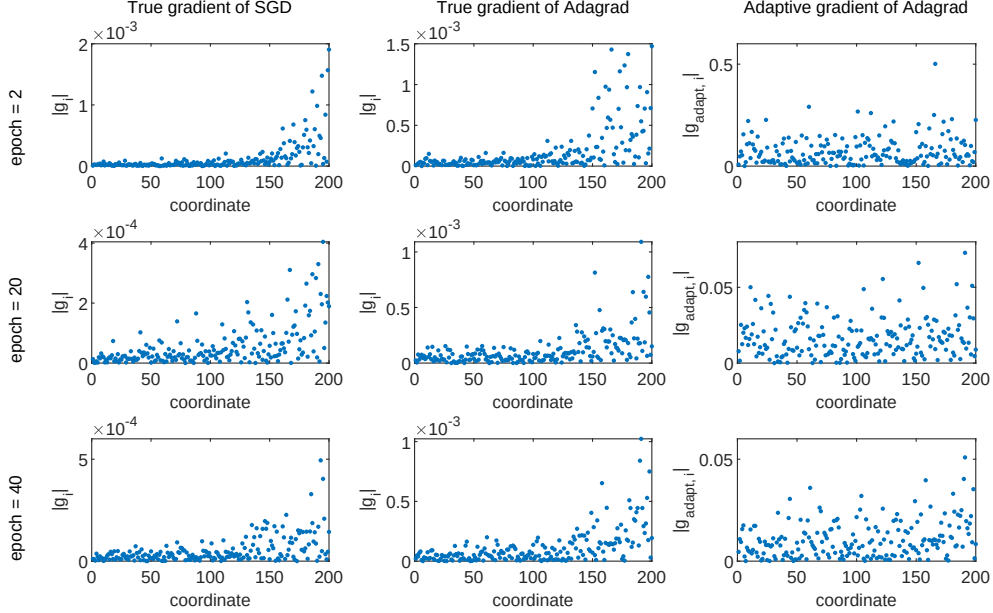 True gradient of SGD
True gradient of Adagrad
Adaptive gradient of Adagrad
epoch = 2
×10⁻³
|gᵢ|
2
1
0
0 50 100 150 200
coordinate
×10⁻³
|gᵢ|
1.5
1
0.5
0
0 50 100 150 200
coordinate
|g_adapt, i|
0.5
0
0 50 100 150 200
coordinate
epoch = 20
×10⁻⁴
|gᵢ|
4
2
0
0 50 100 150 200
coordinate
×10⁻³
|gᵢ|
1
0.5
0
0 50 100 150 200
coordinate
|g_adapt, i|
0.05
0
0 50 100 150 200
coordinate
epoch = 40
×10⁻⁴
|gᵢ|
5
0
0 50 100 150 200
coordinate
×10⁻³
|gᵢ|
1
0.5
0
0 50 100 150 200
coordinate
|g_adapt, i|
0.05
0
0 50 100 150 200
coordinate